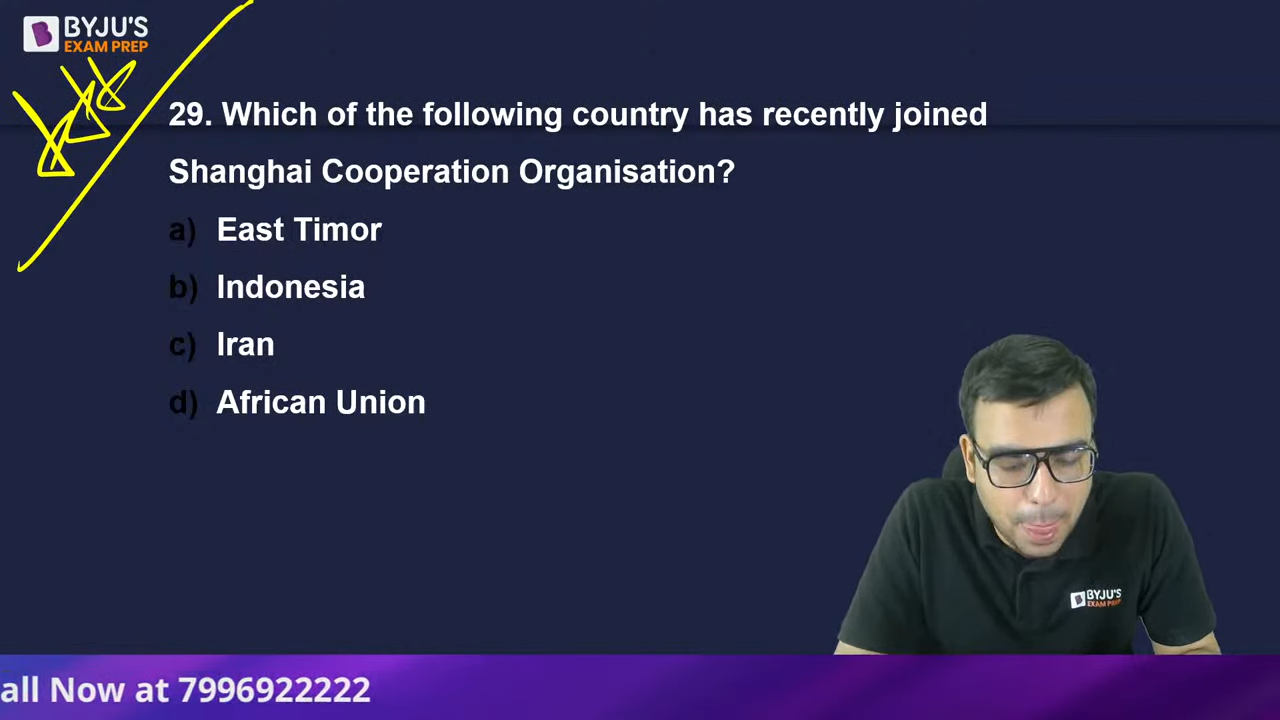 BYJU'S
EXAM PREP
29. Which of the following country has recently joined
Shanghai Cooperation Organisation?
a) East Timor
b) Indonesia
c) Iran
d) African Union
BYJU'S
EXAM PREP
all Now at 7996922222